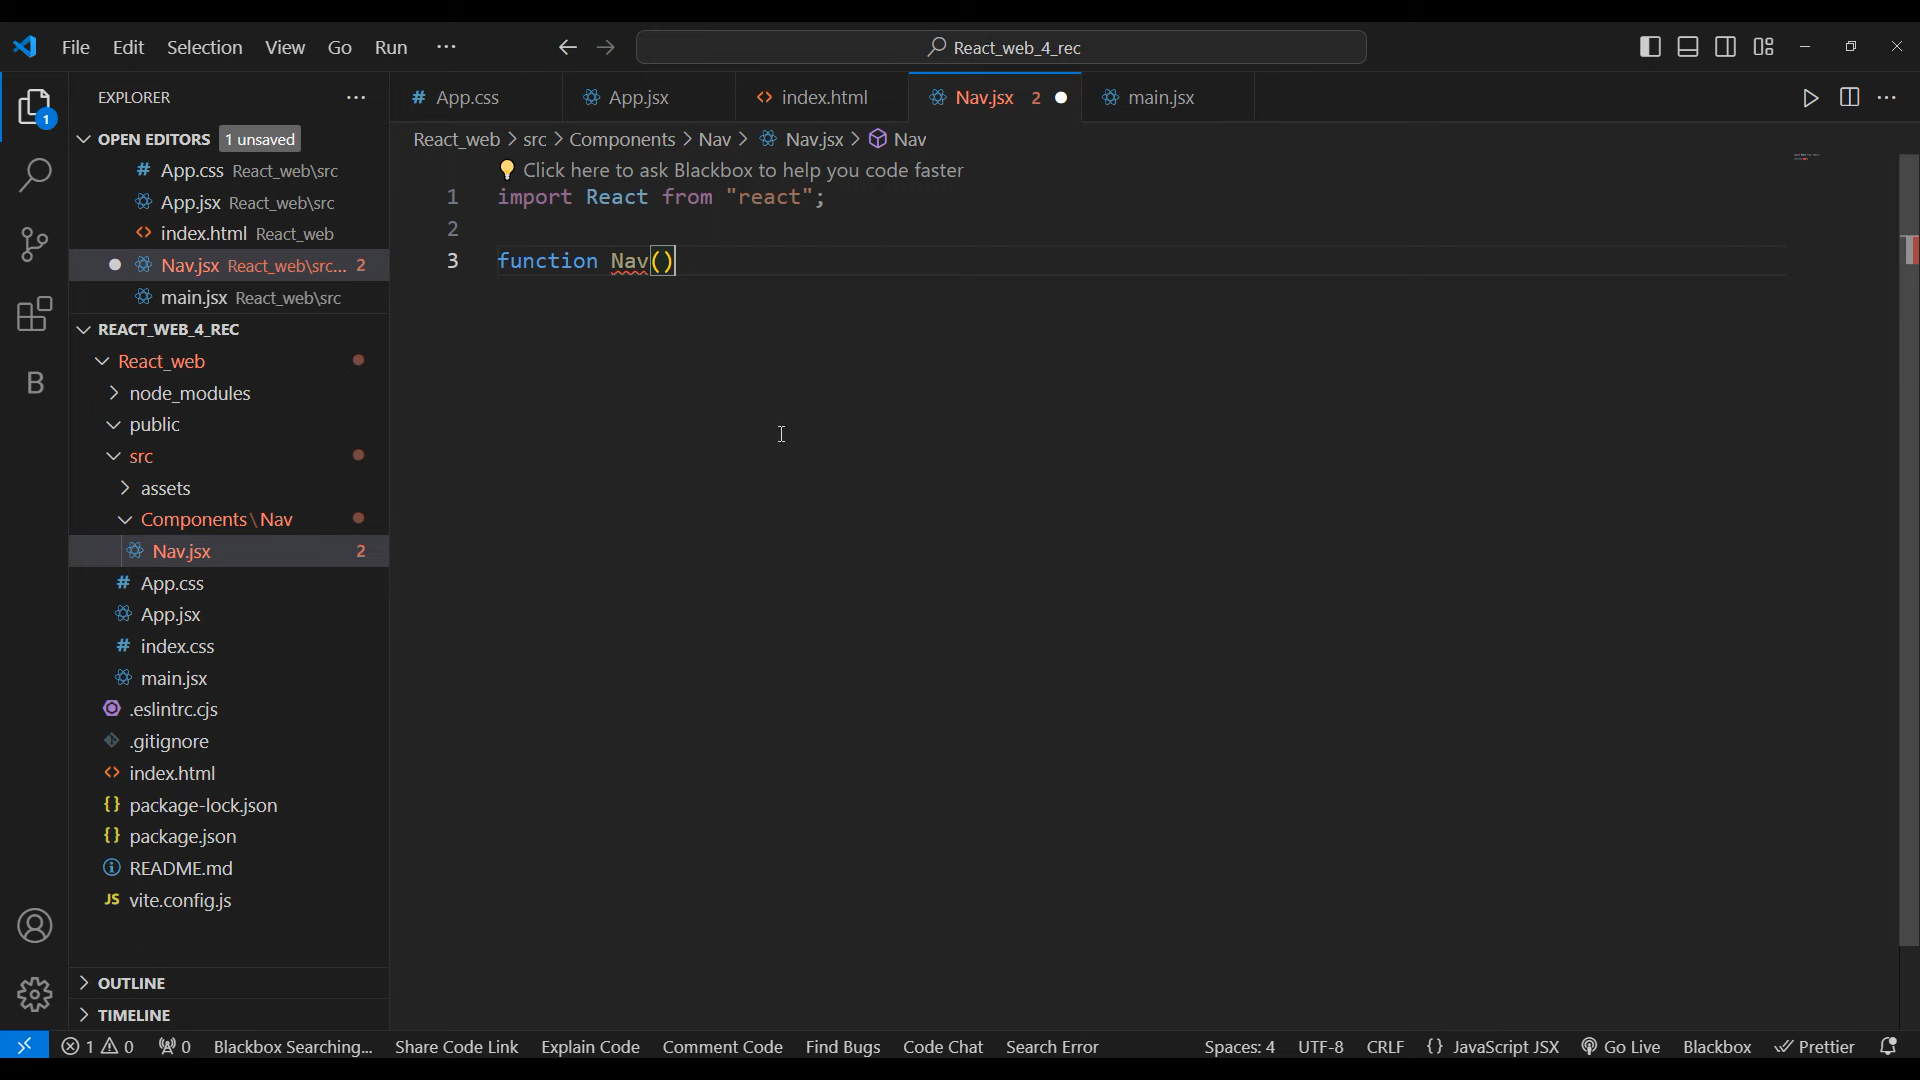 File Edit Selection View Go Run ···
React_web_4_rec
EXPLORER ···
1
OPEN EDITORS 1 unsaved
# App.css React_web\src
App.jsx React_web\src
<> index.html React_web
Nav.jsx React_web\src... 2
main.jsx React_web\src
REACT_WEB_4_REC
React_web
node_modules
public
src
assets
Components\Nav
Nav.jsx 2
# App.css
App.jsx
# index.css
main.jsx
.eslintrc.cjs
.gitignore
<> index.html
{} package-lock.json
{} package.json
README.md
JS vite.config.js
OUTLINE
TIMELINE
B
# App.css App.jsx <> index.html Nav.jsx 2 main.jsx
React_web > src > Components > Nav > Nav.jsx > Nav
Click here to ask Blackbox to help you code faster
1 import React from "react";
2
3 function Nav()
1 0 0 Blackbox Searching... Share Code Link Explain Code Comment Code Find Bugs Code Chat Search Error Spaces: 4 UTF-8 CRLF {} JavaScript JSX Go Live Blackbox Prettier